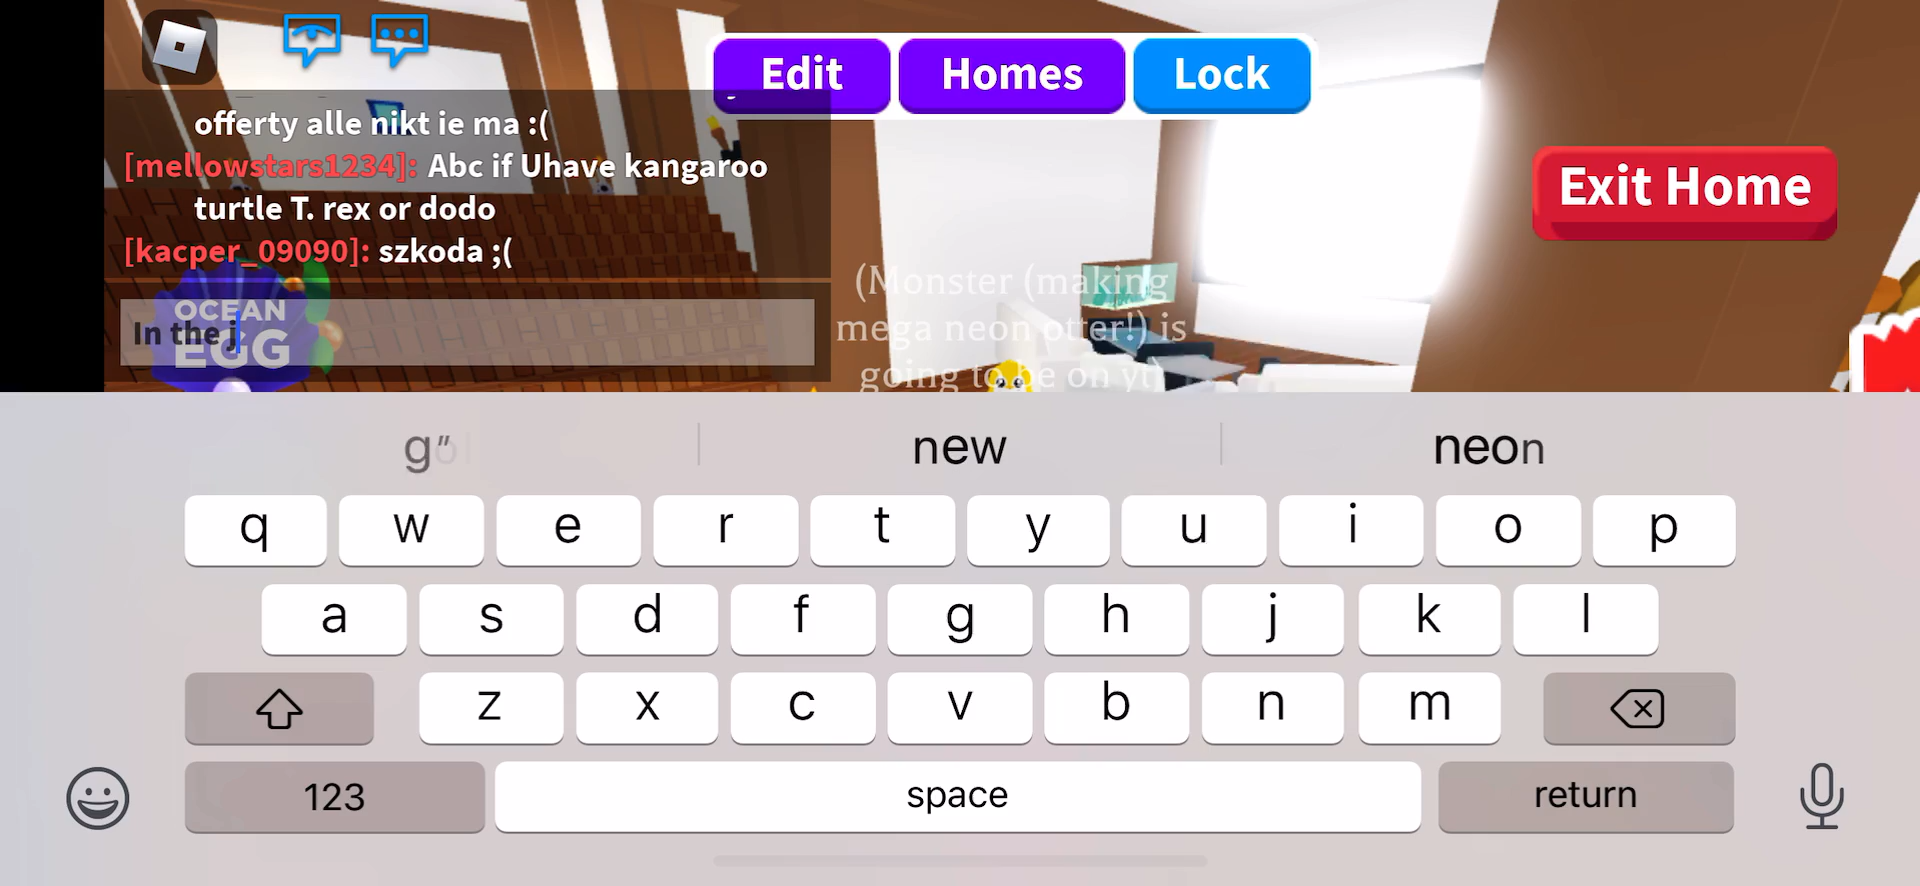 Edit Homes Lock
offerty alle nikt ie ma :(
[mellowstars1234]: Abc if Uhave kangaroo
turtle T. rex or dodo
[kacper_09090]: szkoda ;(
Exit Home
OCEAN
EGG
In the j
(Monster (making
mega neon otter!) is
going to be on yt)
new neon
q w e r t y u i o p
a s d f g h j k l
z x c v b n m
123 space return